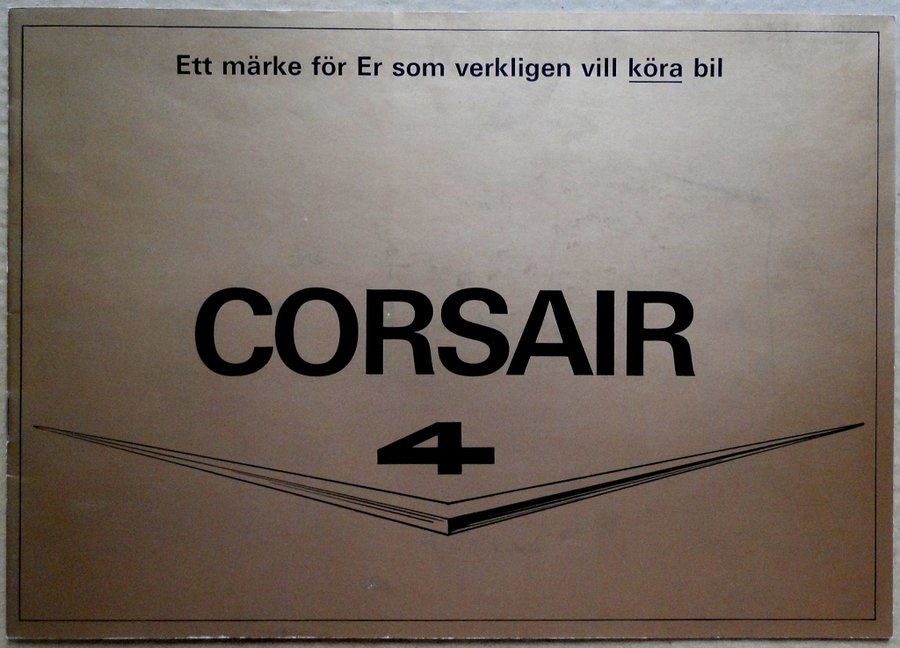 Ett märke för Er som verkligen vill köra bil
CORSAIR
4